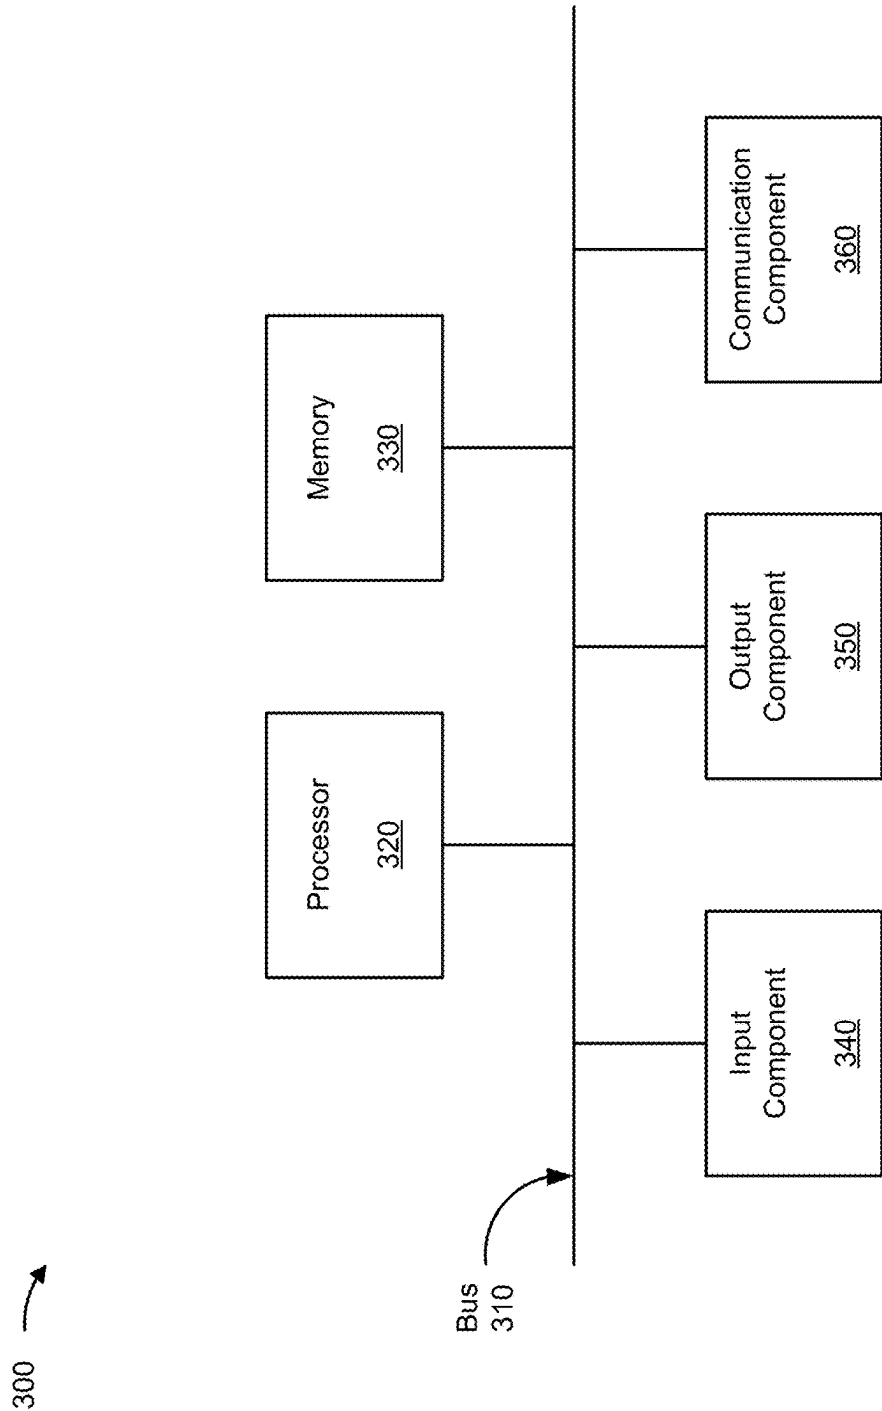 300
Processor
320
Memory
330
Bus
310
Input
Component
340
Output
Component
350
Communication
Component
360